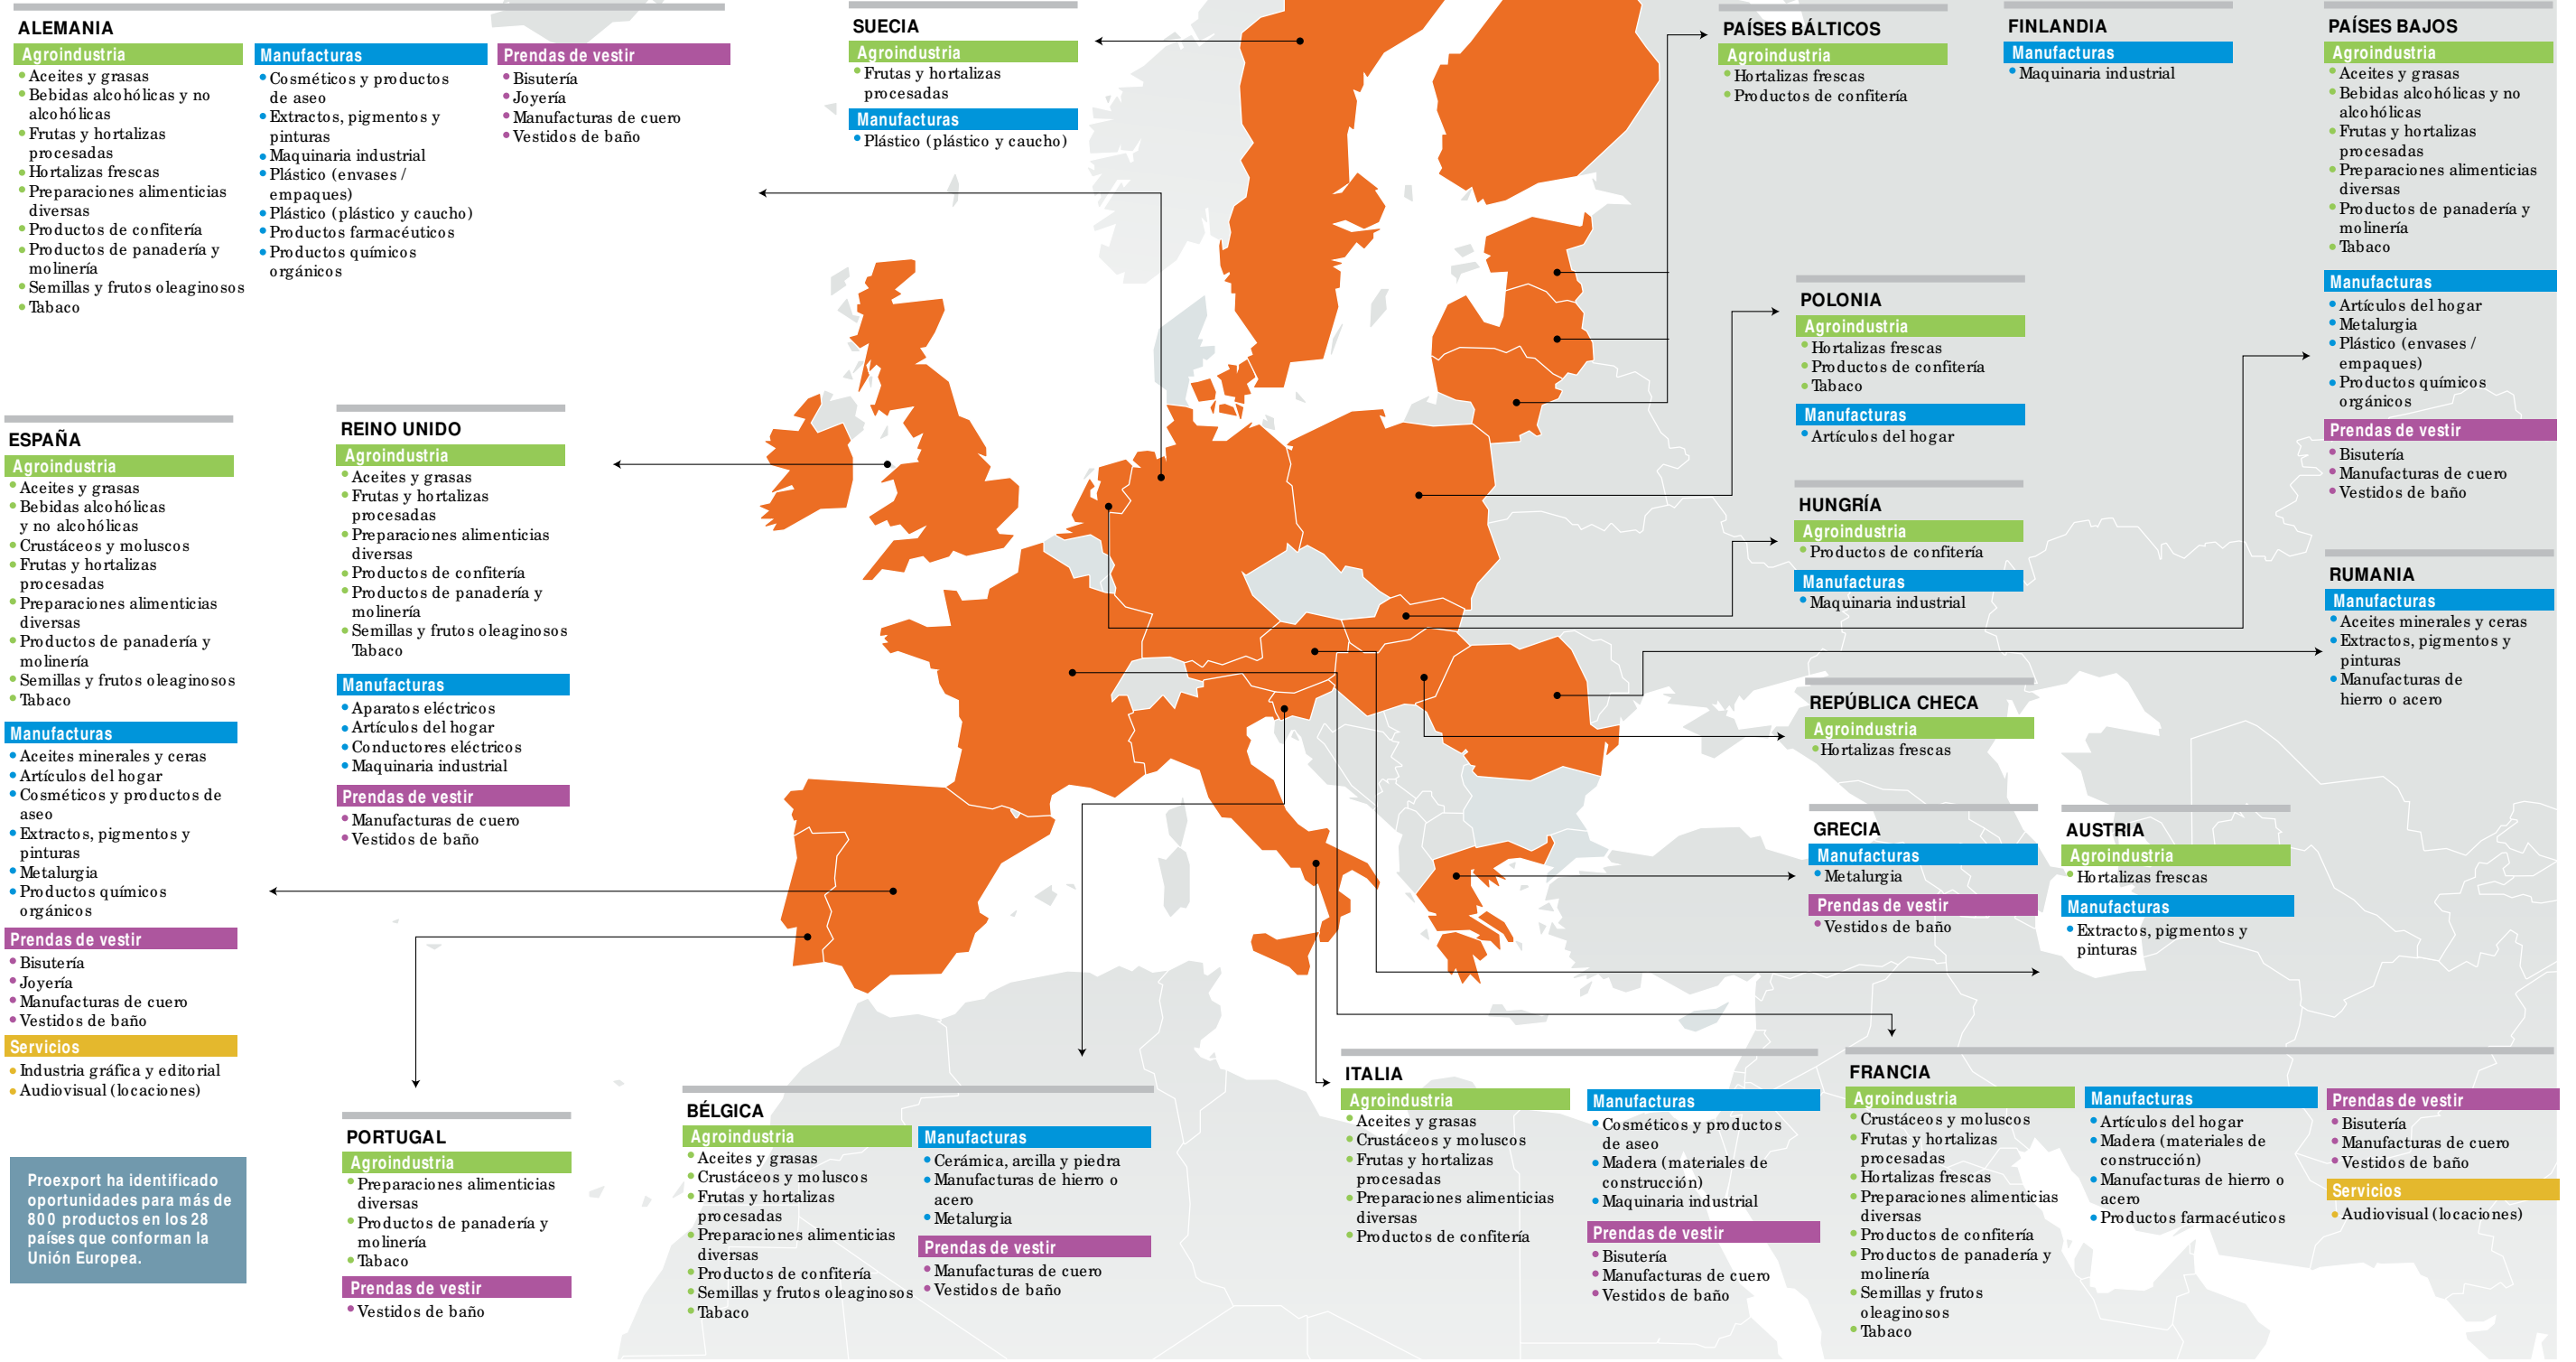 ALEMANIA
Agroindustria
Aceites y grasas
Bebidas alcohólicas y no
alcohólicas
Frutas y hortalizas
procesadas
Hortalizas frescas
Preparaciones alimenticias
diversas
Productos de confitería
Productos de panadería y
molinería
Semillas y frutos oleaginosos
Tabaco
Manufacturas
Cosméticos y productos
de aseo
Extractos, pigmentos y
pinturas
Maquinaria industrial
Plástico (envases /
empaques)
Plástico (plástico y caucho)
Productos farmacéuticos
Productos químicos
orgánicos
Prendas de vestir
Bisutería
Joyería
Manufacturas de cuero
Vestidos de baño
SUECIA
Agroindustria
Frutas y hortalizas
procesadas
Manufacturas
Plástico (plástico y caucho)
PAÍSES BÁLTICOS
Agroindustria
Hortalizas frescas
Productos de confitería
FINLANDIA
Manufacturas
Maquinaria industrial
PAÍSES BAJOS
Agroindustria
Aceites y grasas
Bebidas alcohólicas y no
alcohólicas
Frutas y hortalizas
procesadas
Preparaciones alimenticias
diversas
Productos de panadería y
molinería
Tabaco
Manufacturas
Artículos del hogar
Metalurgia
Plástico (envases /
empaques)
Productos químicos
orgánicos
Prendas de vestir
Bisutería
Manufacturas de cuero
Vestidos de baño
POLONIA
Agroindustria
Hortalizas frescas
Productos de confitería
Tabaco
Manufacturas
Artículos del hogar
HUNGRÍA
Agroindustria
Productos de confitería
Manufacturas
Maquinaria industrial
RUMANIA
Manufacturas
Aceites minerales y ceras
Extractos, pigmentos y
pinturas
Manufacturas de
hierro o acero
REPÚBLICA CHECA
Agroindustria
Hortalizas frescas
GRECIA
Manufacturas
Metalurgia
Prendas de vestir
Vestidos de baño
AUSTRIA
Agroindustria
Hortalizas frescas
Manufacturas
Extractos, pigmentos y
pinturas
ESPAÑA
Agroindustria
Aceites y grasas
Bebidas alcohólicas
y no alcohólicas
Crustáceos y moluscos
Frutas y hortalizas
procesadas
Preparaciones alimenticias
diversas
Productos de panadería y
molinería
Semillas y frutos oleaginosos
Tabaco
Manufacturas
Aceites minerales y ceras
Artículos del hogar
Cosméticos y productos de
aseo
Extractos, pigmentos y
pinturas
Metalurgia
Productos químicos
orgánicos
Prendas de vestir
Bisutería
Joyería
Manufacturas de cuero
Vestidos de baño
Servicios
Industria gráfica y editorial
Audiovisual (locaciones)
REINO UNIDO
Agroindustria
Aceites y grasas
Frutas y hortalizas
procesadas
Preparaciones alimenticias
diversas
Productos de confitería
Productos de panadería y
molinería
Semillas y frutos oleaginosos
Tabaco
Manufacturas
Aparatos eléctricos
Artículos del hogar
Conductores eléctricos
Maquinaria industrial
Prendas de vestir
Manufacturas de cuero
Vestidos de baño
Proexport ha identificado
oportunidades para más de
800 productos en los 28
países que conforman la
Unión Europea.
PORTUGAL
Agroindustria
Preparaciones alimenticias
diversas
Productos de panadería y
molinería
Tabaco
Prendas de vestir
Vestidos de baño
BÉLGICA
Agroindustria
Aceites y grasas
Crustáceos y moluscos
Frutas y hortalizas
procesadas
Preparaciones alimenticias
diversas
Productos de confitería
Semillas y frutos oleaginosos
Tabaco
Manufacturas
Cerámica, arcilla y piedra
Manufacturas de hierro o
acero
Metalurgia
Prendas de vestir
Manufacturas de cuero
Vestidos de baño
ITALIA
Agroindustria
Aceites y grasas
Crustáceos y moluscos
Frutas y hortalizas
procesadas
Preparaciones alimenticias
diversas
Productos de confitería
Manufacturas
Cosméticos y productos
de aseo
Madera (materiales de
construcción)
Maquinaria industrial
Prendas de vestir
Bisutería
Manufacturas de cuero
Vestidos de baño
FRANCIA
Agroindustria
Crustáceos y moluscos
Frutas y hortalizas
procesadas
Hortalizas frescas
Preparaciones alimenticias
diversas
Productos de confitería
Productos de panadería y
molinería
Semillas y frutos
oleaginosos
Tabaco
Manufacturas
Artículos del hogar
Madera (materiales de
construcción)
Manufacturas de hierro o
acero
Productos farmacéuticos
Prendas de vestir
Bisutería
Manufacturas de cuero
Vestidos de baño
Servicios
Audiovisual (locaciones)